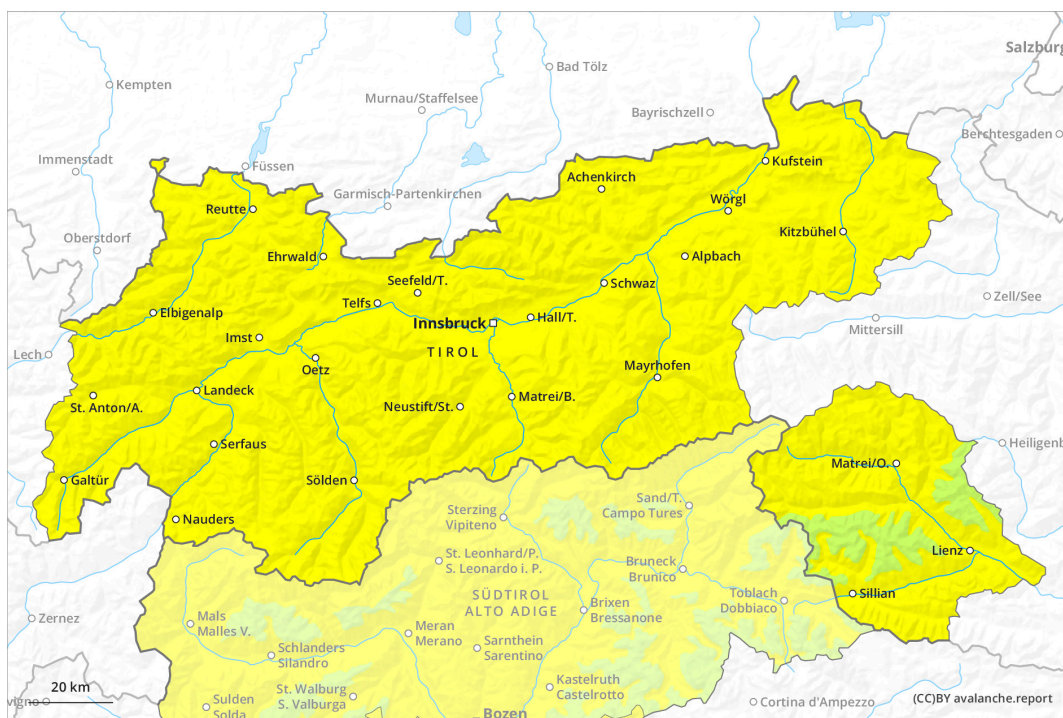 Salzburg
Bad Tölz
Kempten
Murnau/Staffelsee
Bayrischzell
Berchtesgaden
Immenstadt
Füssen
Kufstein
Achenkirch
Garmisch-Partenkirchen
Wörgl
Reutte
Kitzbühel
Oberstdorf
Ehrwald
Alpbach
Seefeld/T.
Schwaz
Zell/See
Telfs
Elbigenalp
Hall/T.
Innsbruck
Mittersill
Imst
Lech
TIROL
Oetz
Mayrhofen
Landeck
Matrei/B.
St. Anton/A.
Neustift/St.
Serfaus
Heiligenb
Matrei/O.
Galtür
Sölden
Sand/T.
Campo Tures
Sterzing
Vipiteno
Nauders
Lienz
St. Leonhard/P.
S. Leonardo i. P.
Bruneck
Brunico
Sillian
SÜDTIROL
ALTO ADIGE
Toblach
Dobbiaco
Brixen
Bressanone
Zernez
Mals
Malles V.
Meran
Merano
Sarnthein
Sarentino
Schlanders
Silandro
20 km
St. Walburg
S. Valburga
Kastelruth
Castelrotto
vigno
Sulden
Solda
Cortina d'Ampezzo
(CC)BY avalanche.report
Bozen